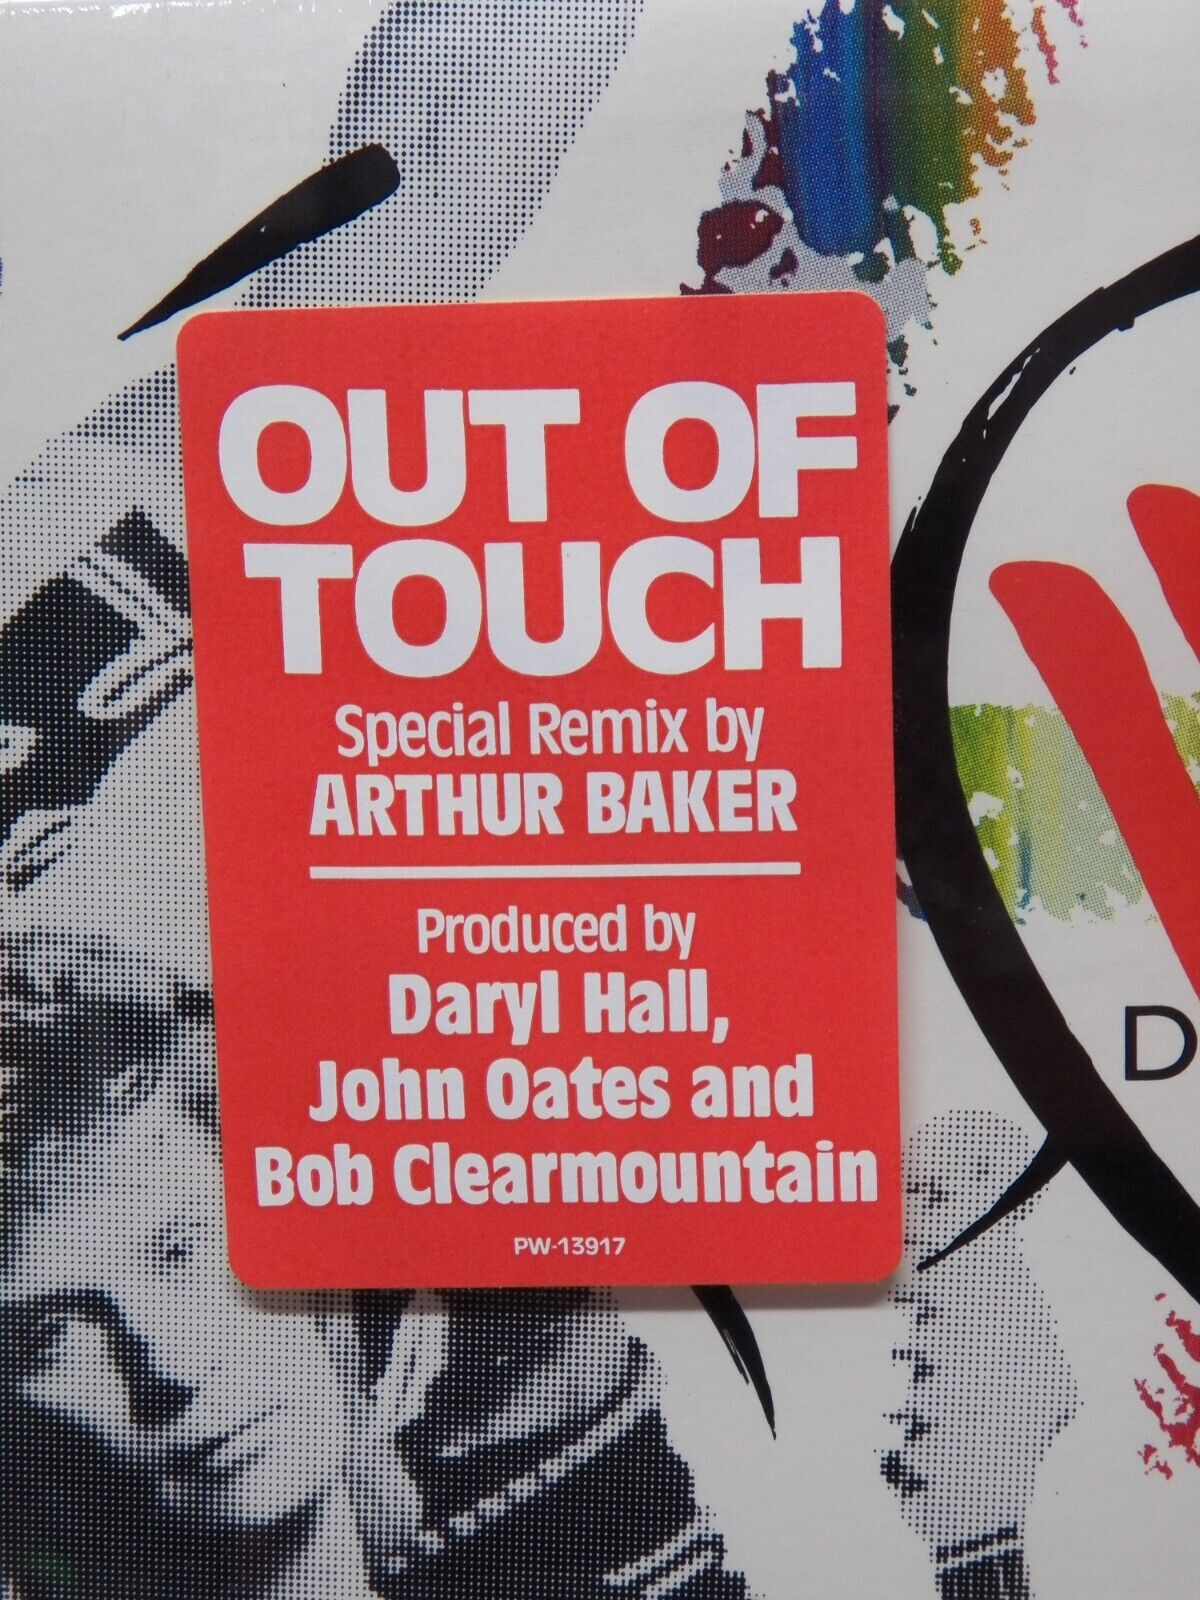 OUT OF
TOUCH
Special Remix by
ARTHUR BAKER
Produced by
Daryl Hall,
John Oates and
Bob Clearmountain
PW-13917
D